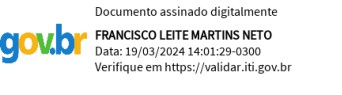 Documento assinado digitalmente
gov.br
FRANCISCO LEITE MARTINS NETO
Data: 19/03/2024 14:01:29-0300
Verifique em https://validar.iti.gov.br